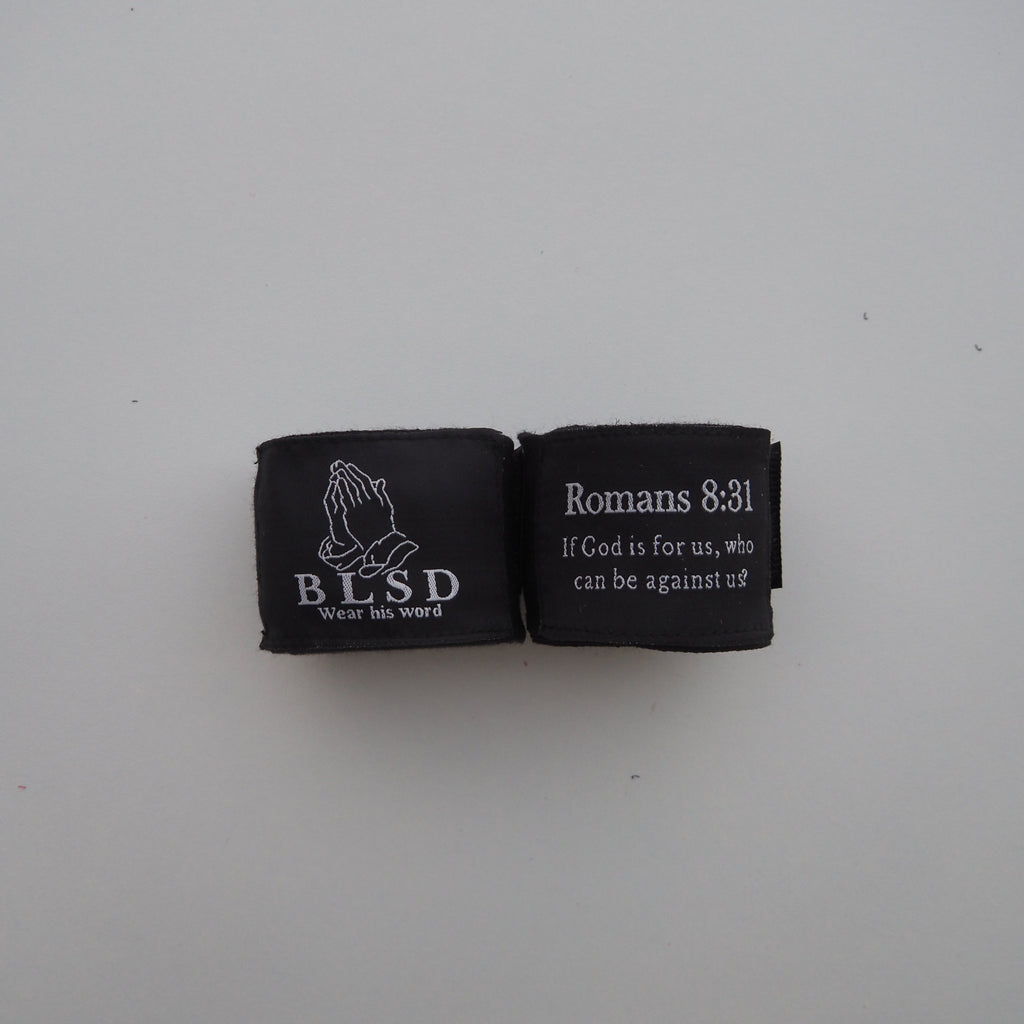 BLSD
Wear his word
Romans 8:31
If God is for us, who
can be against us?